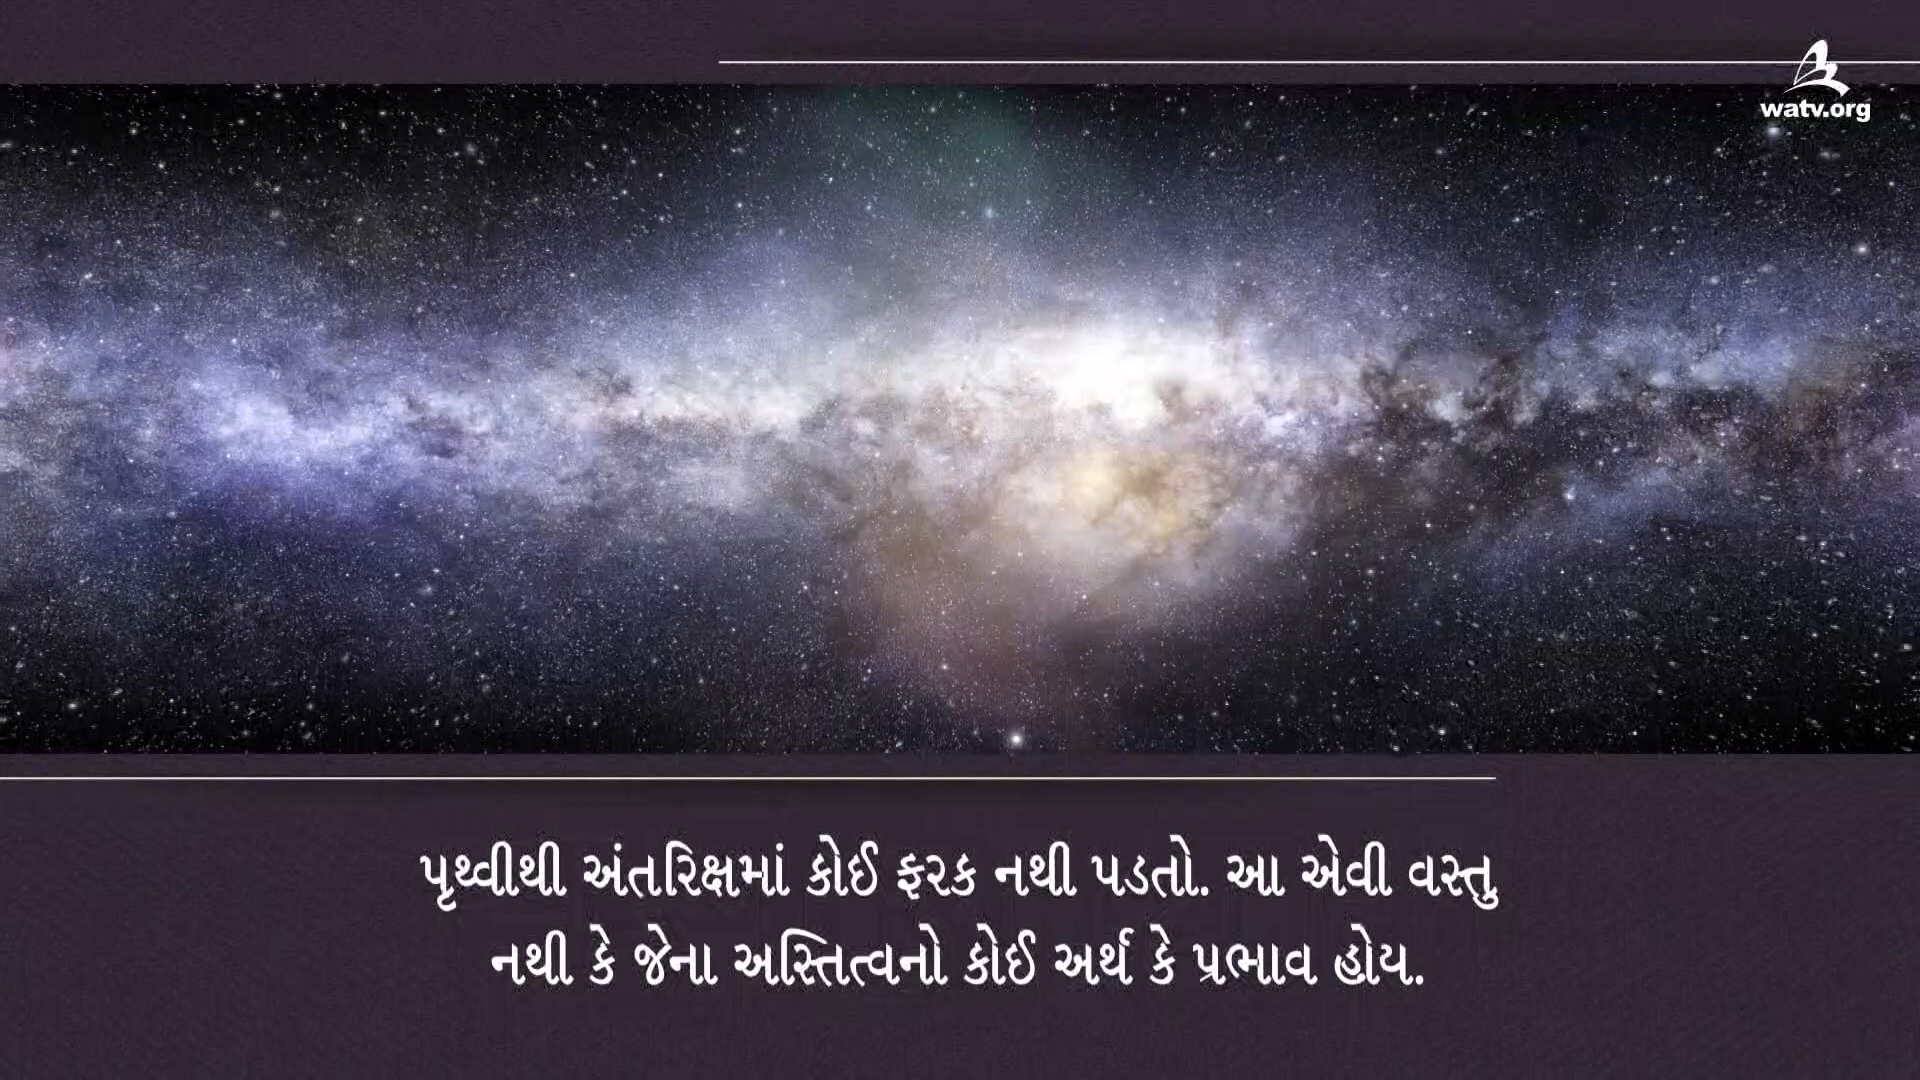 watv.org
પૃથ્વીથી અંતરિક્ષમાં કોઈ ફરક નથી પડતો. આ એવી વસ્તુ
નથી કે જેના અસ્તિત્વનો કોઈ અર્થ કે પ્રભાવ હોય.